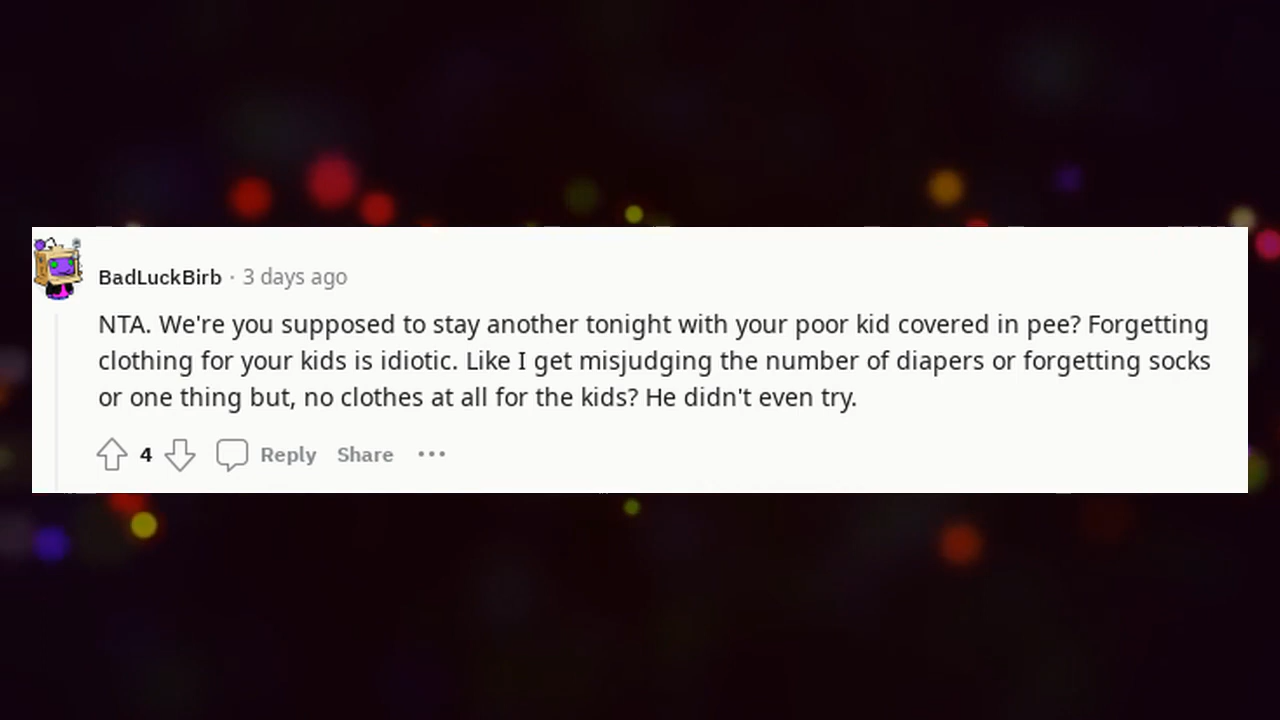 BadLuckBirb · 3 days ago
NTA. We're you supposed to stay another tonight with your poor kid covered in pee? Forgetting
clothing for your kids is idiotic. Like I get misjudging the number of diapers or forgetting socks
or one thing but, no clothes at all for the kids? He didn't even try.
4 Reply Share ···